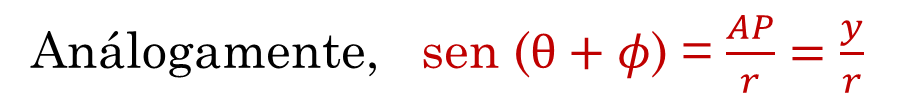 Análogamente, sen (θ + ϕ) = AP/r = y/r